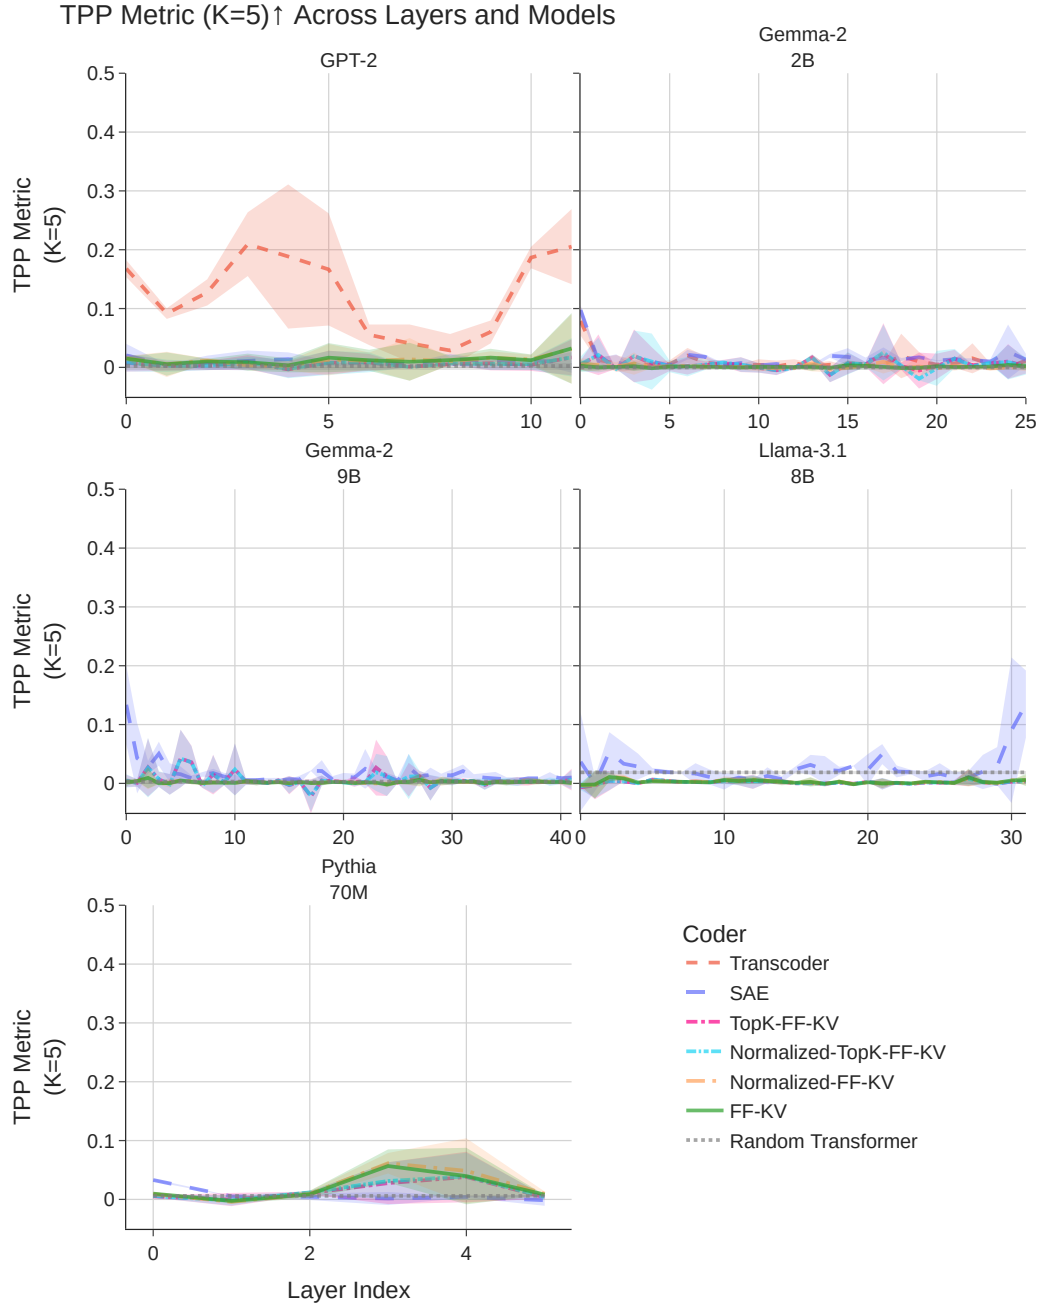 TPP Metric (K=5)↑ Across Layers and Models
GPT-2
Gemma-2
2B
TPP Metric
(K=5)
0.5
0.4
0.3
0.2
0.1
0
0 5 10
0 5 10 15 20 25
Gemma-2
9B
Llama-3.1
8B
TPP Metric
(K=5)
0.5
0.4
0.3
0.2
0.1
0
0 10 20 30 40
0 10 20 30
Pythia
70M
TPP Metric
(K=5)
0.5
0.4
0.3
0.2
0.1
0
0 2 4
Layer Index
Coder
Transcoder
SAE
TopK-FF-KV
Normalized-TopK-FF-KV
Normalized-FF-KV
FF-KV
Random Transformer